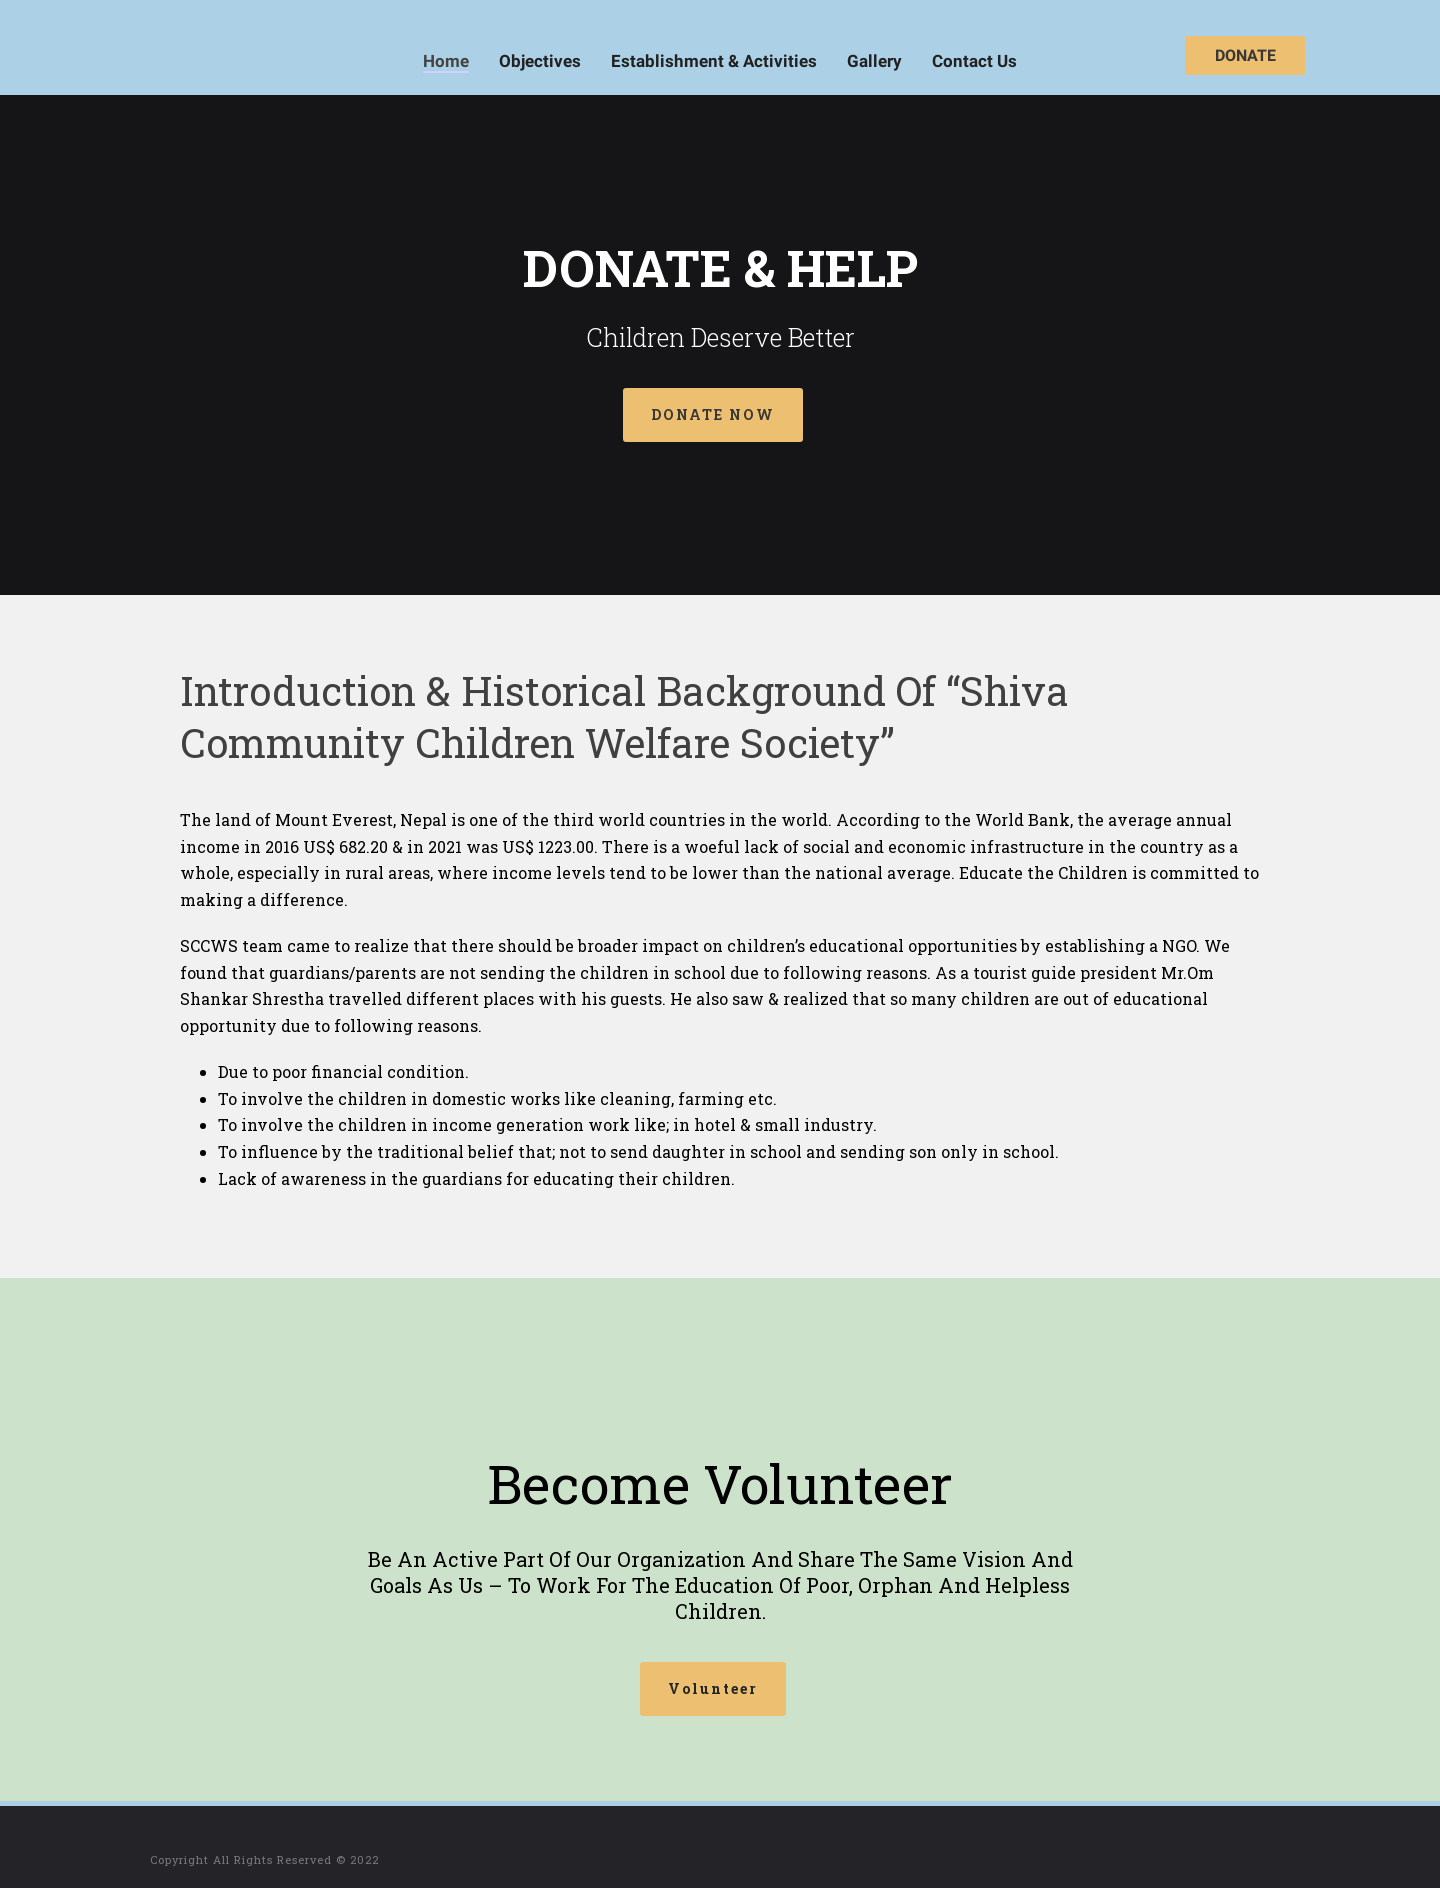 Home Objectives Establishment & Activities Gallery Contact Us DONATE
DONATE & HELP
Children Deserve Better
DONATE NOW
Introduction & Historical Background Of “Shiva
Community Children Welfare Society”
The land of Mount Everest, Nepal is one of the third world countries in the world. According to the World Bank, the average annual
income in 2016 US$ 682.20 & in 2021 was US$ 1223.00. There is a woeful lack of social and economic infrastructure in the country as a
whole, especially in rural areas, where income levels tend to be lower than the national average. Educate the Children is committed to
making a difference.
SCCWS team came to realize that there should be broader impact on children’s educational opportunities by establishing a NGO. We
found that guardians/parents are not sending the children in school due to following reasons. As a tourist guide president Mr.Om
Shankar Shrestha travelled different places with his guests. He also saw & realized that so many children are out of educational
opportunity due to following reasons.
• Due to poor financial condition.
• To involve the children in domestic works like cleaning, farming etc.
• To involve the children in income generation work like; in hotel & small industry.
• To influence by the traditional belief that; not to send daughter in school and sending son only in school.
• Lack of awareness in the guardians for educating their children.
Become Volunteer
Be An Active Part Of Our Organization And Share The Same Vision And
Goals As Us – To Work For The Education Of Poor, Orphan And Helpless
Children.
Volunteer
Copyright All Rights Reserved © 2022